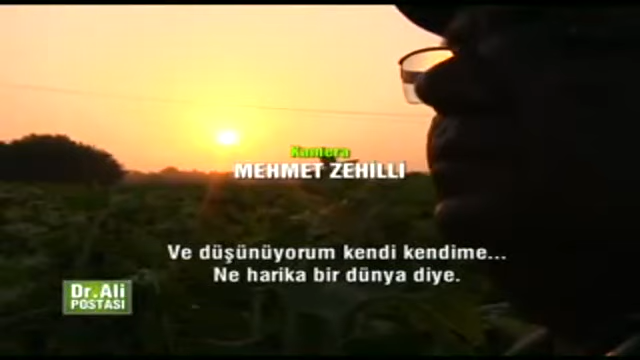 Kamera
MEHMET ZEHİLLİ
Ve düşünüyorum kendi kendime...
Ne harika bir dünya diye.
Dr.Ali
POSTASI